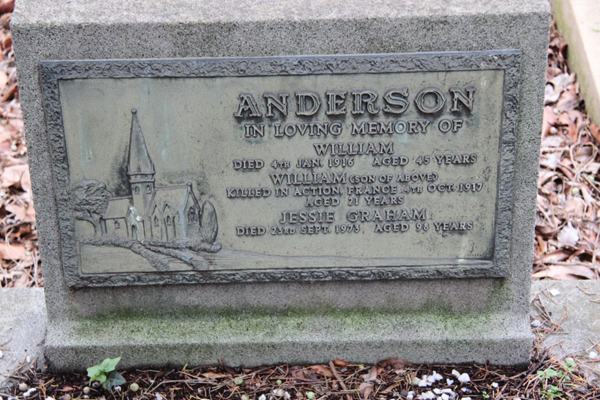 ANDERSON
IN LOVING MEMORY OF
WILLIAM
DIED 4TH JAN. 1916 AGED 45 YEARS
WILLIAM (SON OF ABOVE)
KILLED IN ACTION, FRANCE 4TH OCT. 1917
AGED 21 YEARS
JESSIE GRAHAM
DIED 23RD SEPT. 1973, AGED 98 YEARS